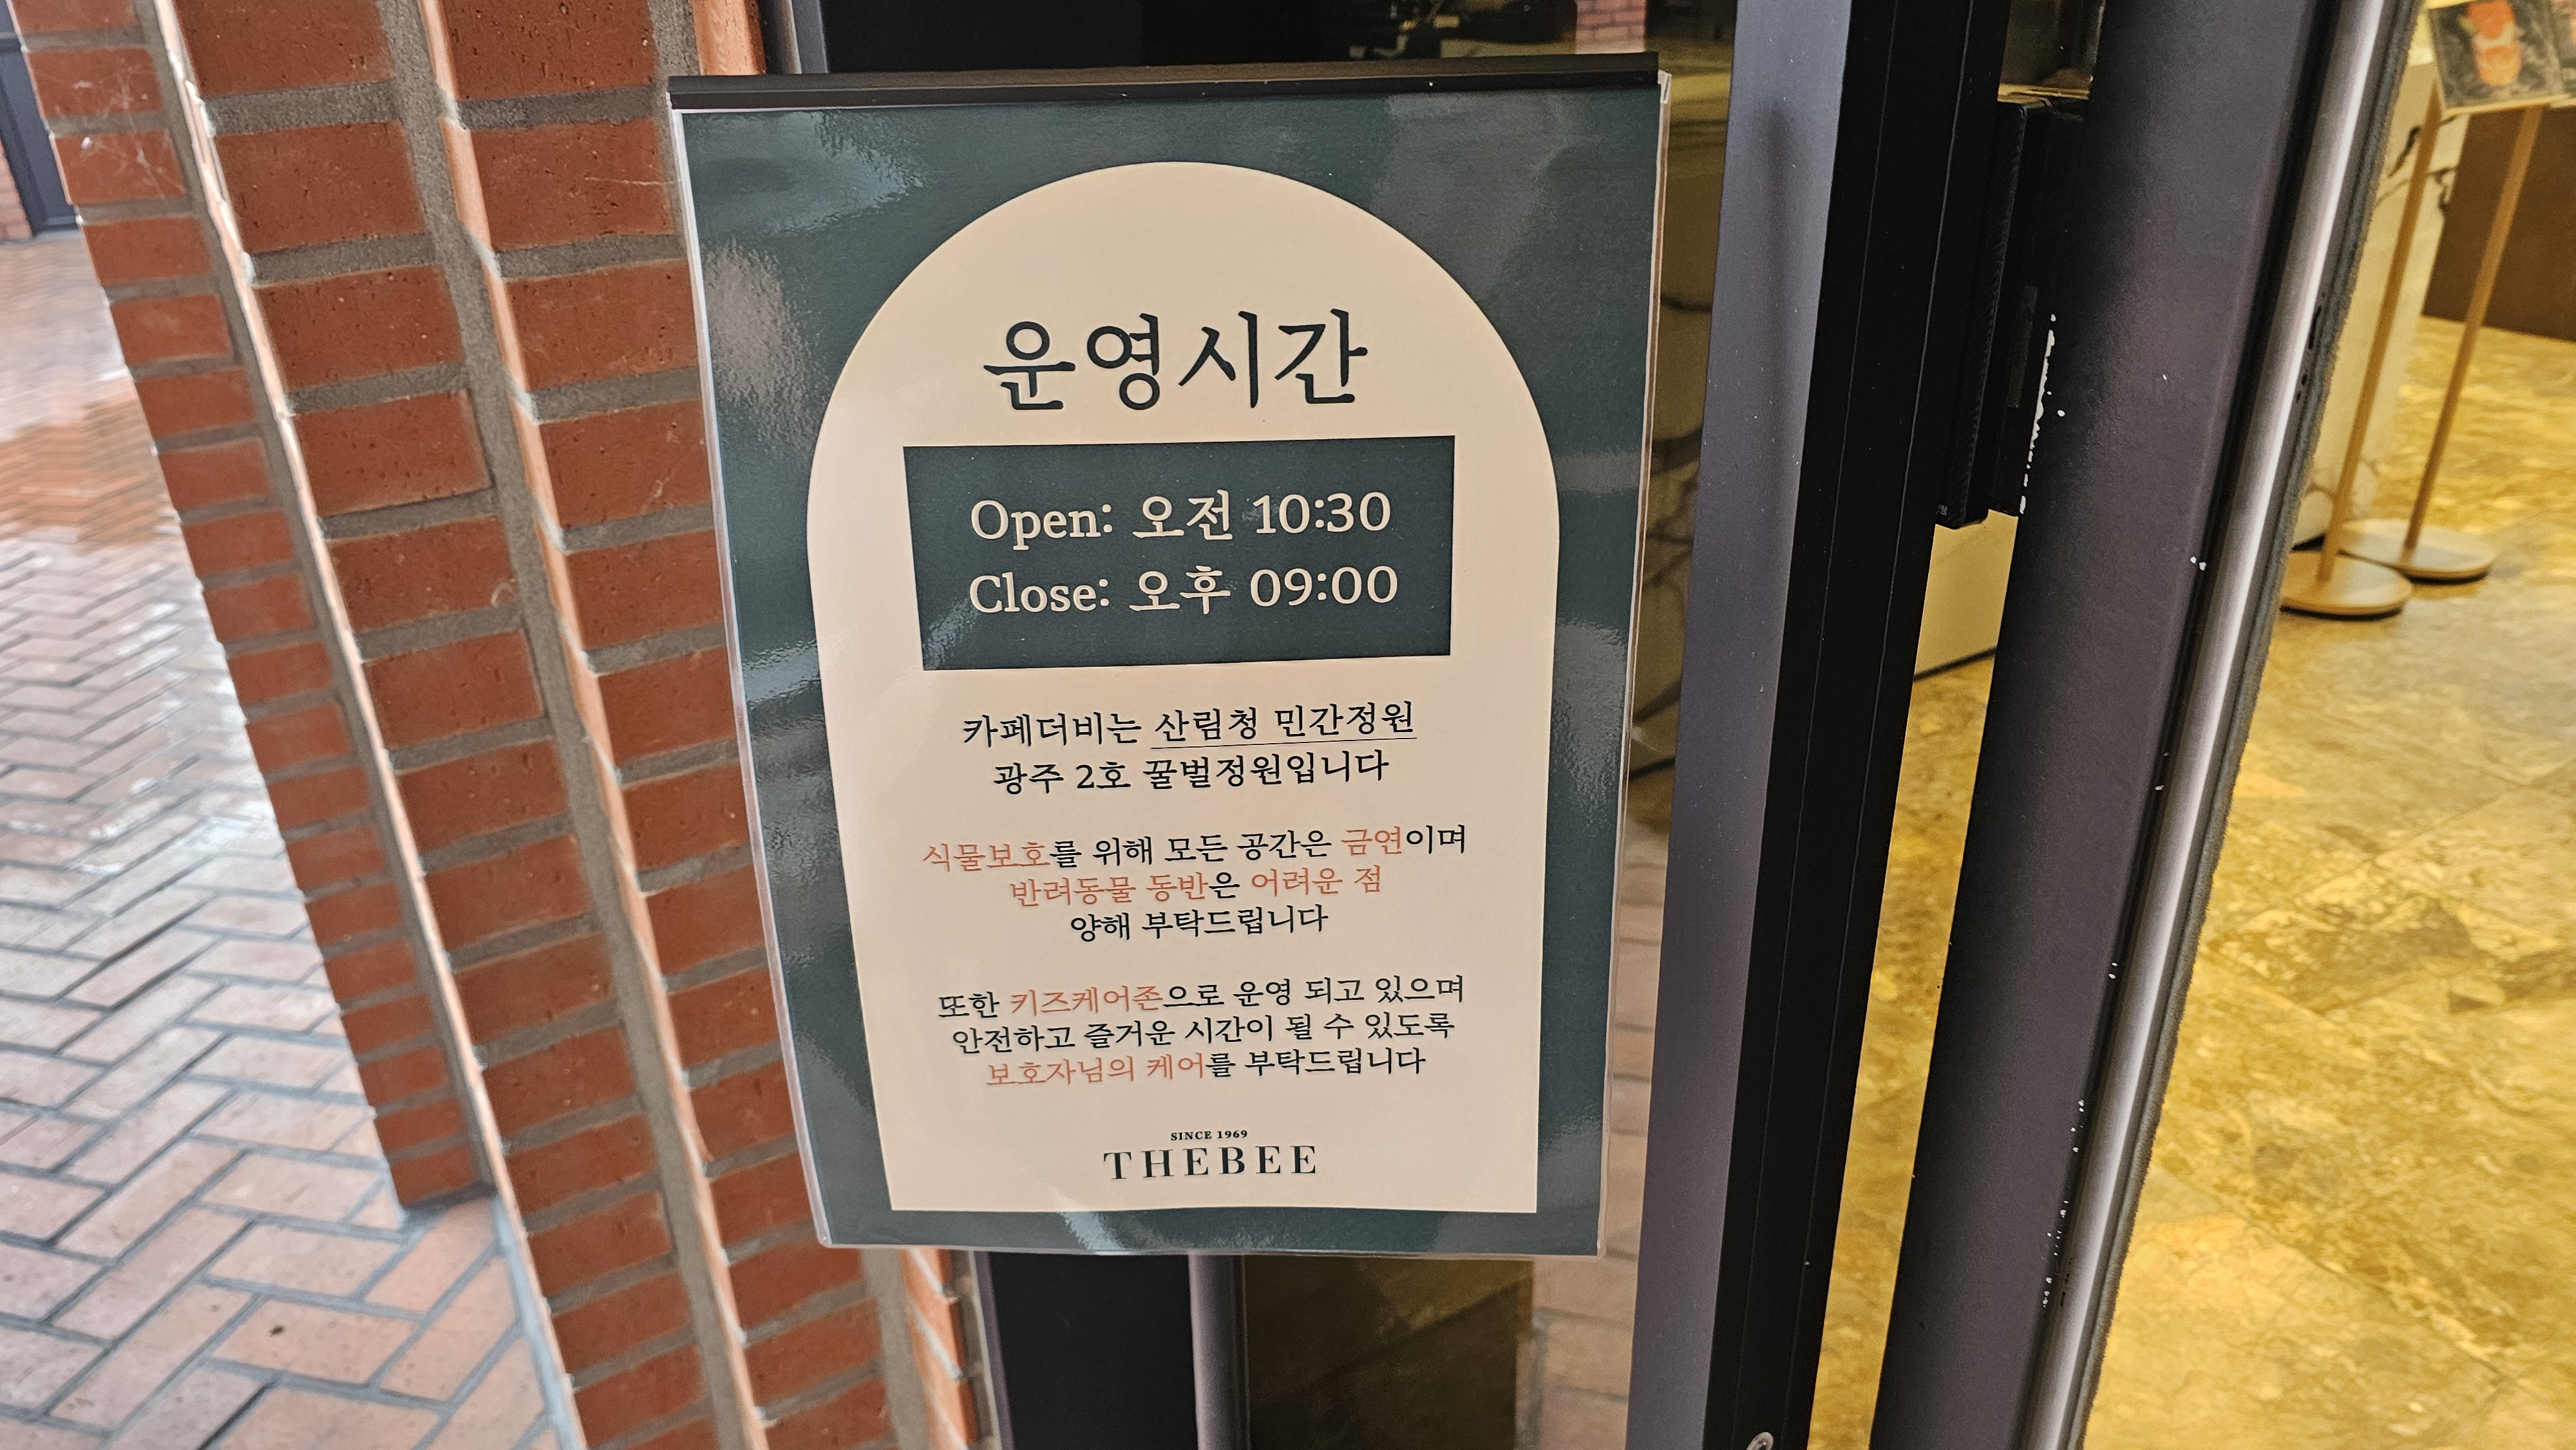 운영시간
Open: 오전 10:30
Close: 오후 09:00
카페더비는 산림청 민간정원
광주 2호 꿀벌정원입니다
식물보호를 위해 모든 공간은 금연이며
반려동물 동반은 어려운 점
양해 부탁드립니다
또한 키즈케어존으로 운영 되고 있으며
안전하고 즐거운 시간이 될 수 있도록
보호자님의 케어를 부탁드립니다
SINCE 1969
THEBEE